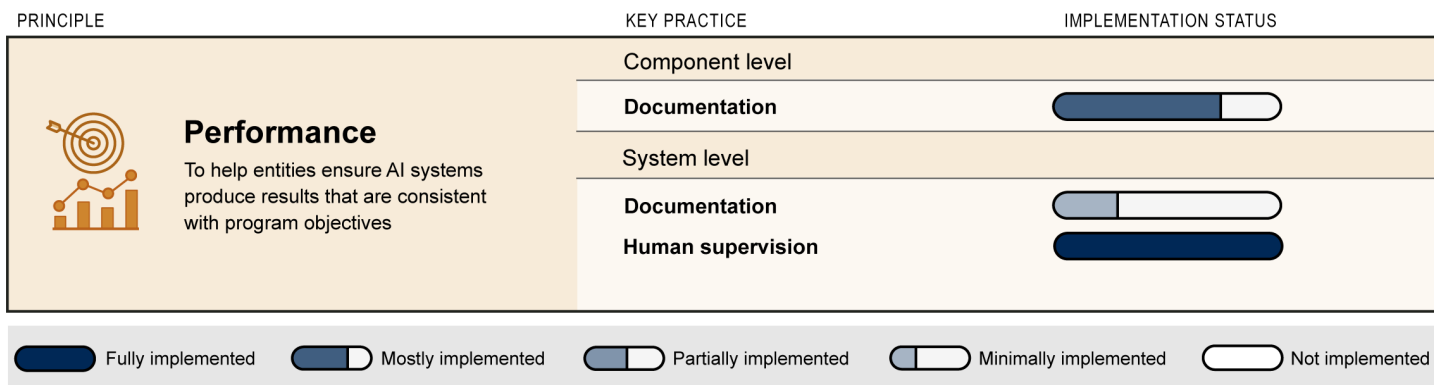 PRINCIPLE
KEY PRACTICE
IMPLEMENTATION STATUS
Performance
To help entities ensure AI systems
produce results that are consistent
with program objectives
Component level
Documentation
System level
Documentation
Human supervision
Fully implemented
Mostly implemented
Partially implemented
Minimally implemented
Not implemented